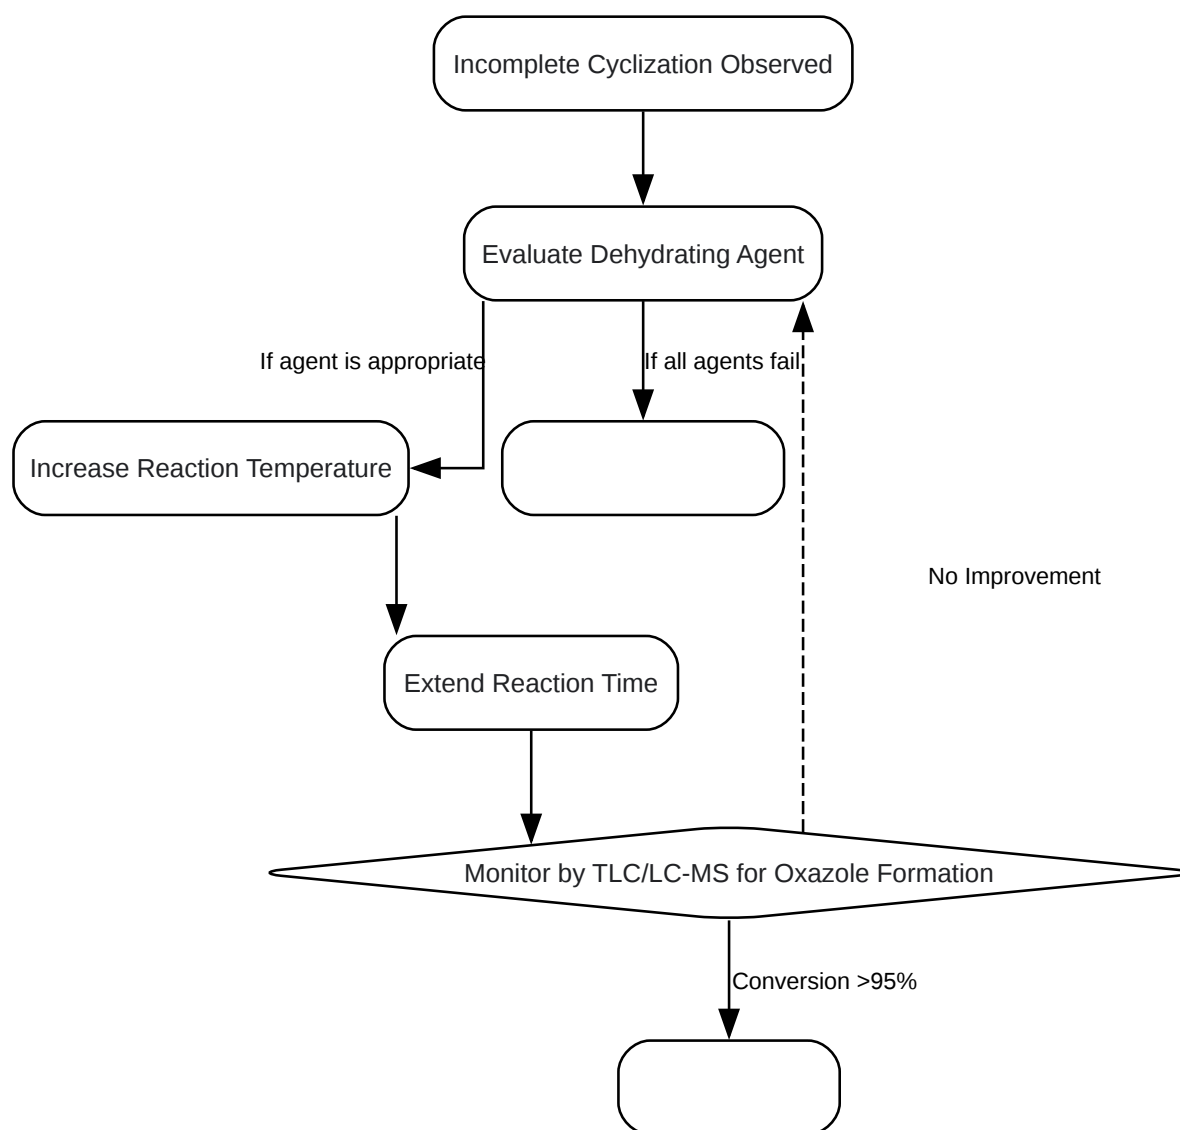 Incomplete Cyclization Observed
Evaluate Dehydrating Agent
If agent is appropriate
If all agents fail
Increase Reaction Temperature
No Improvement
Extend Reaction Time
Monitor by TLC/LC-MS for Oxazole Formation
Conversion >95%